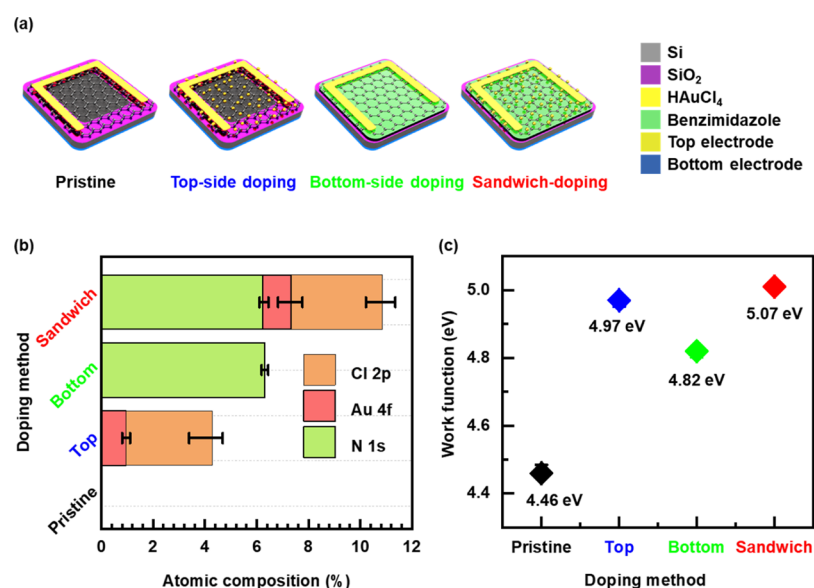 (a)
Pristine
Top-side doping
Bottom-side doping
Sandwich-doping
Si
SiO₂
HAuCl₄
Benzimidazole
Top electrode
Bottom electrode
(b)
Doping method
Sandwich
Bottom
Top
Pristine
Cl 2p
Au 4f
N 1s
0 2 4 6 8 10 12
Atomic composition (%)
(c)
Work function (eV)
5.0
4.8
4.6
4.4
4.46 eV
4.97 eV
4.82 eV
5.07 eV
Pristine Top Bottom Sandwich
Doping method